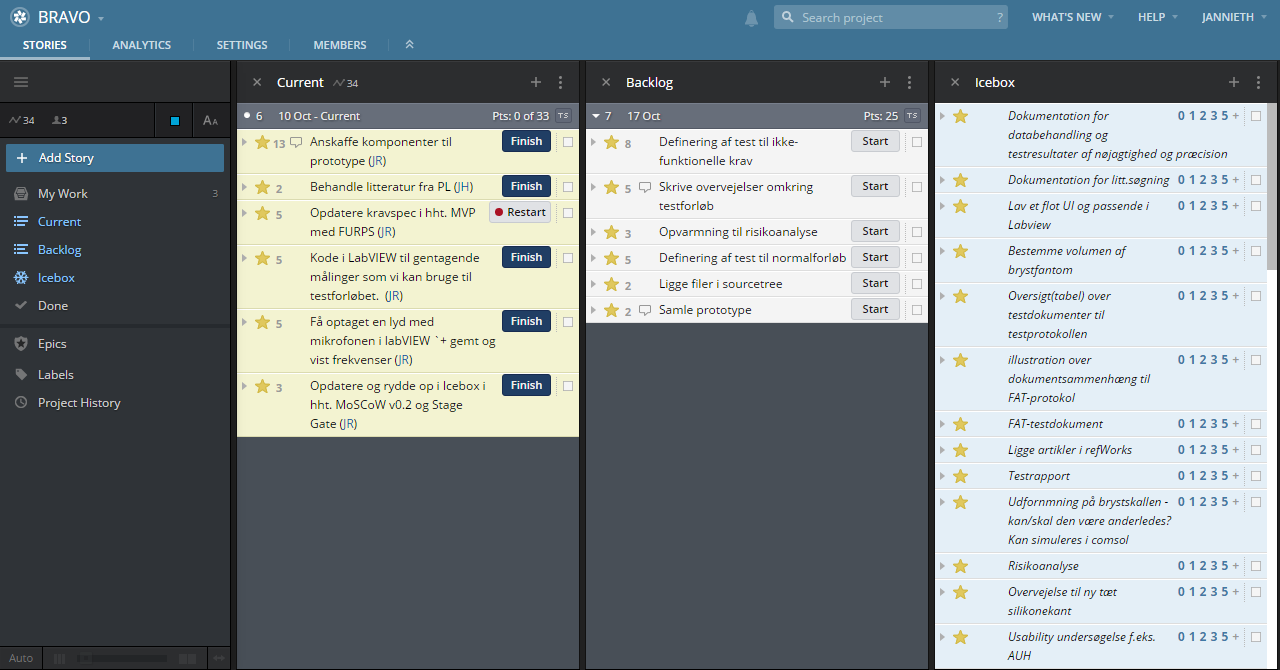 BRAVO
Search project
?
WHAT'S NEW
HELP
JANNIETH
STORIES
ANALYTICS
SETTINGS
MEMBERS
34
3
AA
+ Add Story
My Work 3
Current
Backlog
Icebox
Done
Epics
Labels
Project History
Auto
× Current 34 +
6 10 Oct - Current Pts: 0 of 33 TS
13 Anskaffe komponenter til Finish
prototype (JR)
2 Behandle litteratur fra PL (JH) Finish
5 Opdatere kravspec i hht. MVP Restart
med FURPS (JR)
5 Kode i LabVIEW til gentagende Finish
målinger som vi kan bruge til
testforløbet. (JR)
5 Få optaget en lyd med Finish
mikrofonen i labVIEW `+ gemt og
vist frekvenser (JR)
3 Opdatere og rydde op i Icebox i Finish
hht. MoSCoW v0.2 og Stage
Gate (JR)
× Backlog +
7 17 Oct Pts: 25 TS
8 Definering af test til ikke- Start
funktionelle krav
5 Skrive overvejelser omkring Start
testforløb
3 Opvarmning til risikoanalyse Start
5 Definering af test til normalforløb Start
2 Ligge filer i sourcetree Start
2 Samle prototype Start
× Icebox +
Dokumentation for 0 1 2 3 5 +
databehandling og
testresultater af nøjagtighed og præcision
Dokumentation for litt.søgning 0 1 2 3 5 +
Lav et flot UI og passende i 0 1 2 3 5 +
Labview
Bestemme volumen af 0 1 2 3 5 +
brystfantom
Oversigt(tabel) over 0 1 2 3 5 +
testdokumenter til
testprotokollen
illustration over 0 1 2 3 5 +
dokumentsammenhæng til
FAT-protokol
FAT-testdokument 0 1 2 3 5 +
Ligge artikler i refWorks 0 1 2 3 5 +
Testrapport 0 1 2 3 5 +
Udfornmning på brystskallen - 0 1 2 3 5 +
kan/skal den være anderledes?
Kan simuleres i comsol
Risikoanalyse 0 1 2 3 5 +
Overvejelse til ny tæt 0 1 2 3 5 +
silikonekant
Usability undersøgelse f.eks. 0 1 2 3 5 +
AUH